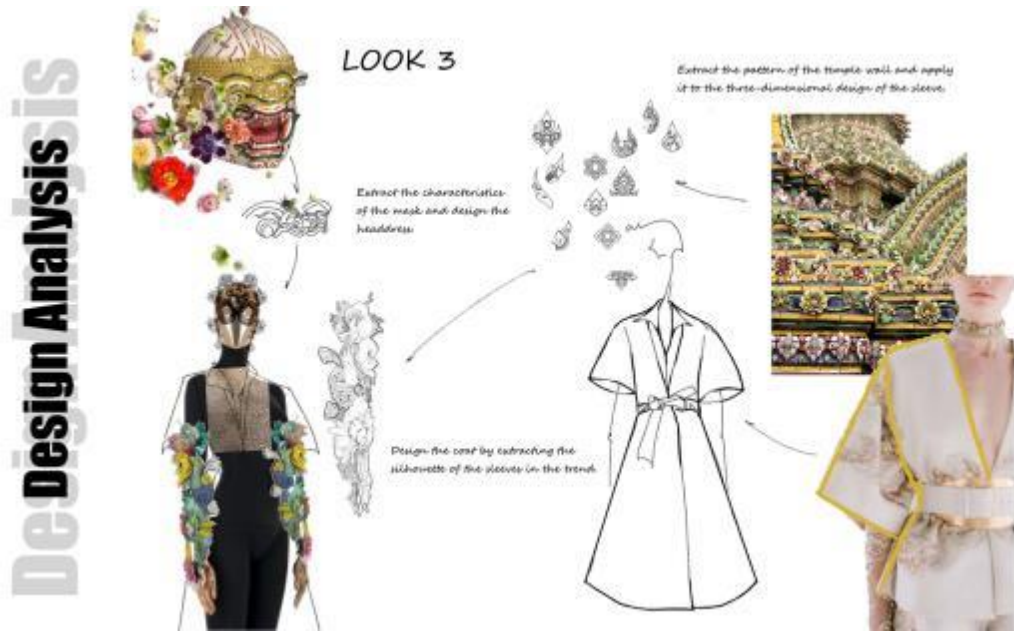 Design Analysis
LOOK 3
Extract the pattern of the temple wall and apply
it to the three-dimensional design of the sleeve.
Extract the characteristics
of the mask and design the
headdress
Design the coat by extracting the
silhouette of the sleeves in the trend